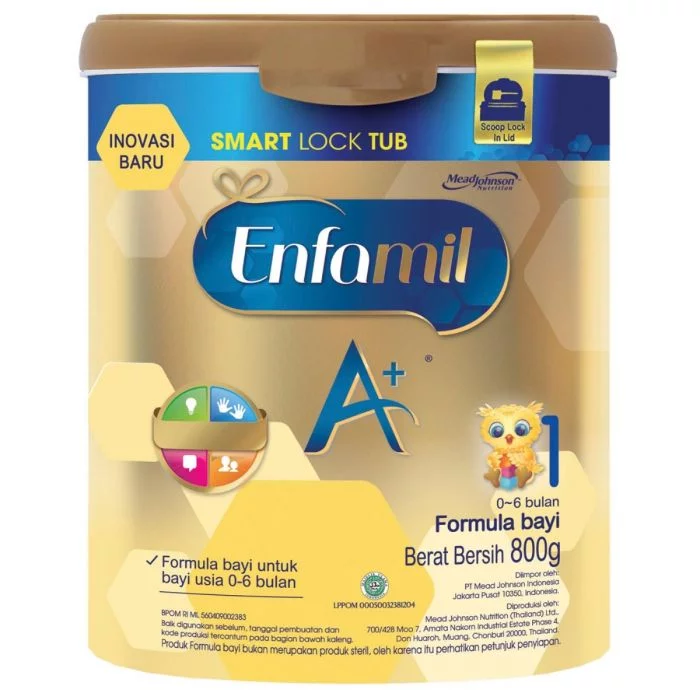 Scoop Lock
In Lid
INOVASI
BARU
SMART LOCK TUB
MeadJohnson™
Nutrition
Enfamil
A+ ®
1
0~6 bulan
Formula bayi
Berat Bersih 800g
✓ Formula bayi untuk
bayi usia 0-6 bulan
LPPOM 00050032381204
Diimpor oleh:
PT Mead Johnson Indonesia
Jakarta Pusat 10350, Indonesia.
BPOM RI ML 560409002383
Baik digunakan sebelum, tanggal pembuatan dan
kode produksi tercantum pada bagian bawah kaleng.
Diproduksi oleh:
Mead Johnson Nutrition (Thailand) Ltd.,
700/428 Moo 7, Amata Nakorn Industrial Estate Phase 4,
Don Huaroh, Muang, Chonburi 20000, Thailand.
Produk Formula bayi bukan merupakan produk steril, oleh karena itu perhatikan petunjuk penyiapan.